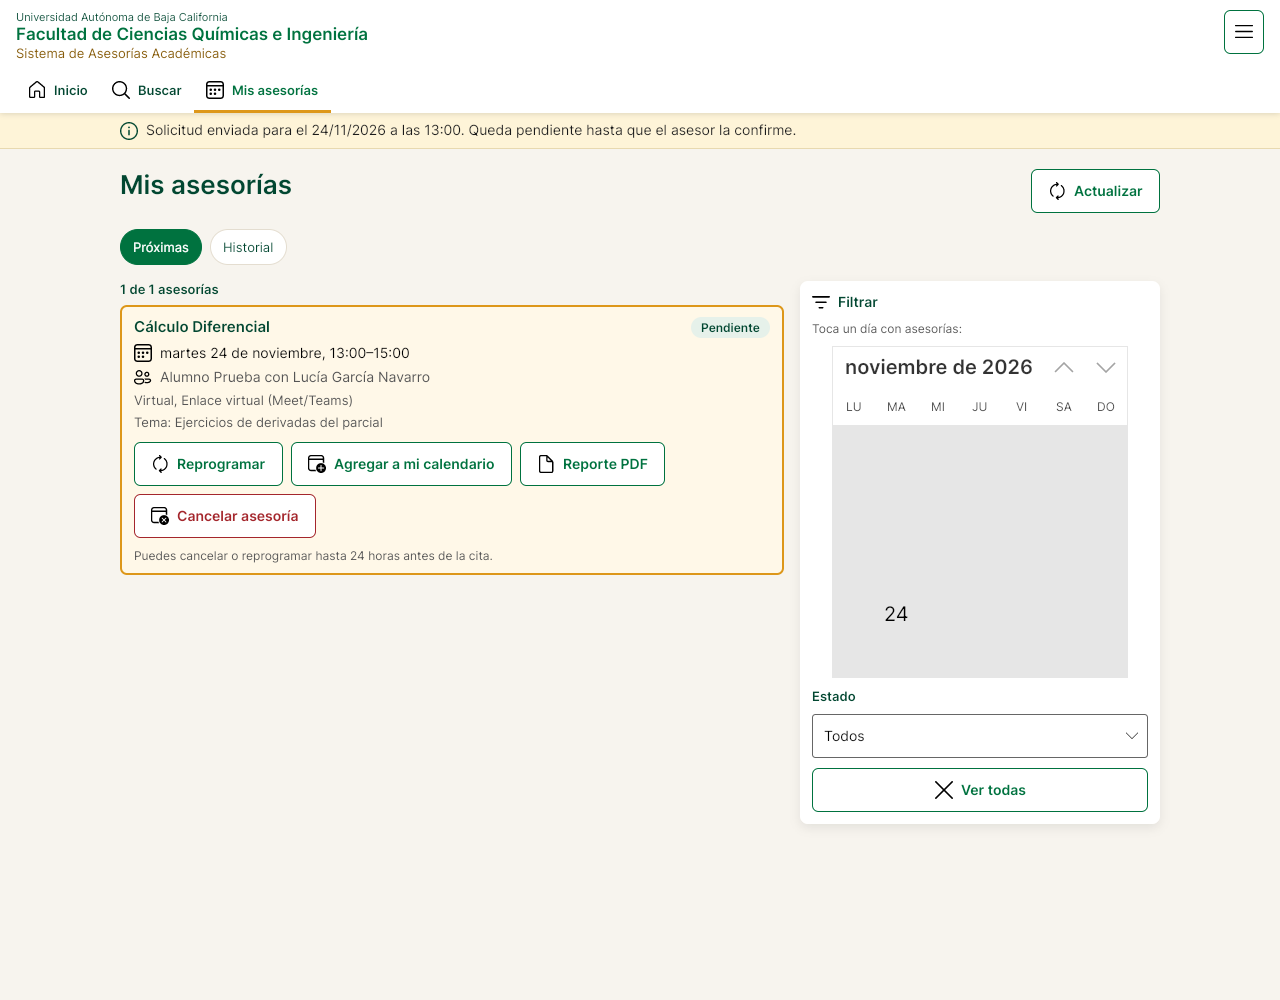 Universidad Autónoma de Baja California
Facultad de Ciencias Químicas e Ingeniería
Sistema de Asesorías Académicas
Inicio
Buscar
Mis asesorías
Solicitud enviada para el 24/11/2026 a las 13:00. Queda pendiente hasta que el asesor la confirme.
Mis asesorías
Actualizar
Próximas
Historial
1 de 1 asesorías
Cálculo Diferencial
Pendiente
martes 24 de noviembre, 13:00–15:00
Alumno Prueba con Lucía García Navarro
Virtual, Enlace virtual (Meet/Teams)
Tema: Ejercicios de derivadas del parcial
Reprogramar
Agregar a mi calendario
Reporte PDF
Cancelar asesoría
Puedes cancelar o reprogramar hasta 24 horas antes de la cita.
Filtrar
Toca un día con asesorías:
noviembre de 2026
LU MA MI JU VI SA DO
24
Estado
Todos
Ver todas